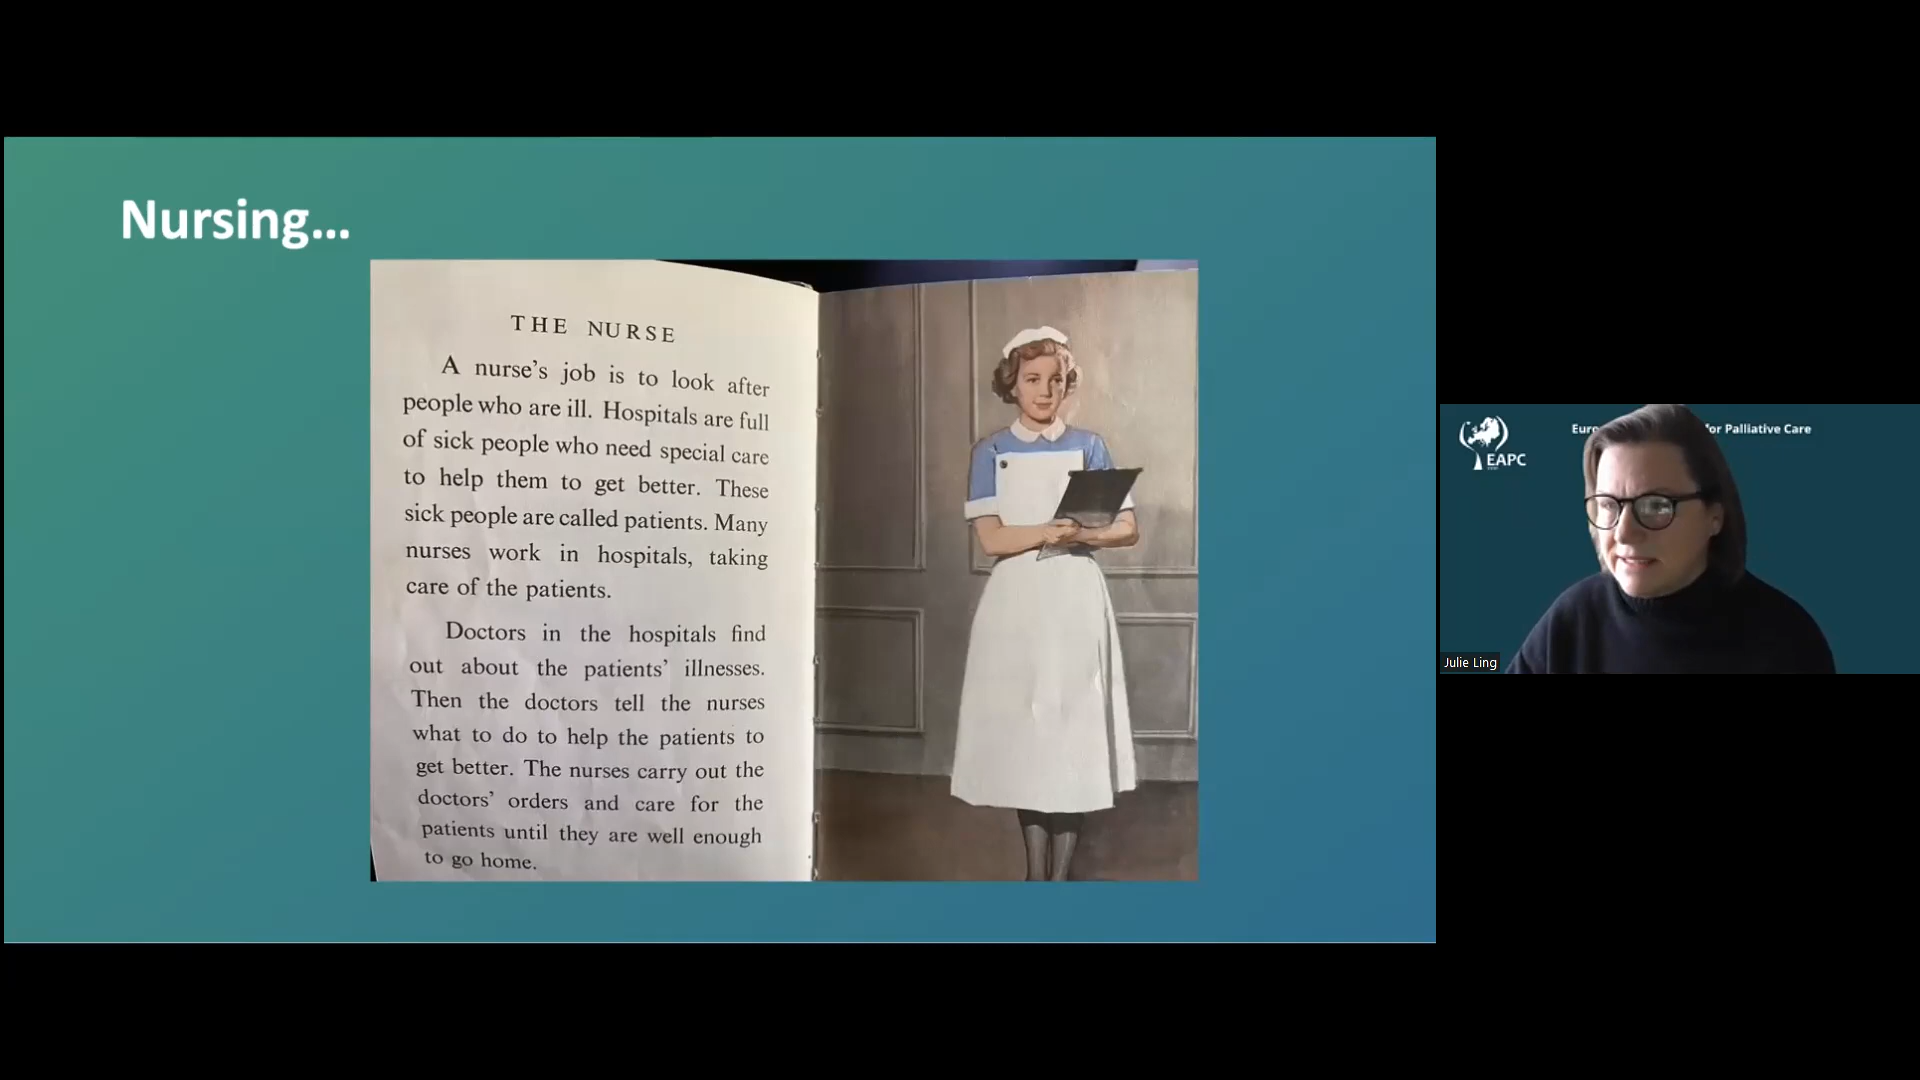 Nursing...
THE NURSE
A nurse's job is to look after
people who are ill. Hospitals are full
of sick people who need special care
to help them to get better. These
sick people are called patients. Many
nurses work in hospitals, taking
care of the patients.
Doctors in the hospitals find
out about the patients' illnesses.
Then the doctors tell the nurses
what to do to help the patients to
get better. The nurses carry out the
doctors' orders and care for the
patients until they are well enough
to go home.
for Palliative Care
EAPC
Julie Ling